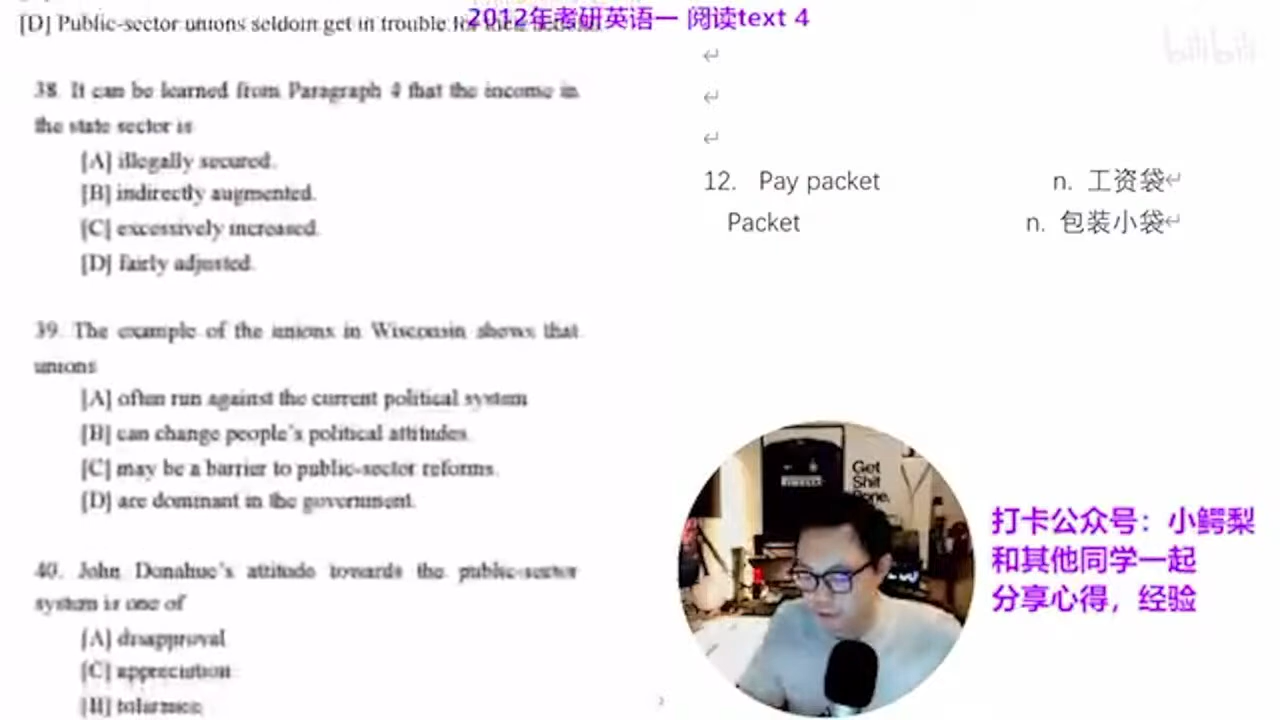 2012年考研英语一 阅读text 4
bilibili
[D] Public-sector unions seldom get in trouble for their
38. It can be learned from Paragraph 4 that the income in
the state sector is
[A] illegally secured.
[B] indirectly augmented.
[C] excessively increased.
[D] fairly adjusted.
39. The example of the unions in Wisconsin shows that
unions
[A] often run against the current political system
[B] can change people's political attitudes.
[C] may be a barrier to public-sector reforms.
[D] are dominant in the government.
40. John Donahue's attitude towards the public-sector
system is one of
[A] disapproval
[C] appreciation
[B] tolerance
12. Pay packet n. 工资袋
Packet n. 包装小袋
Get
Shit
Done.
PIRELLI
打卡公众号：小鳄梨
和其他同学一起
分享心得，经验